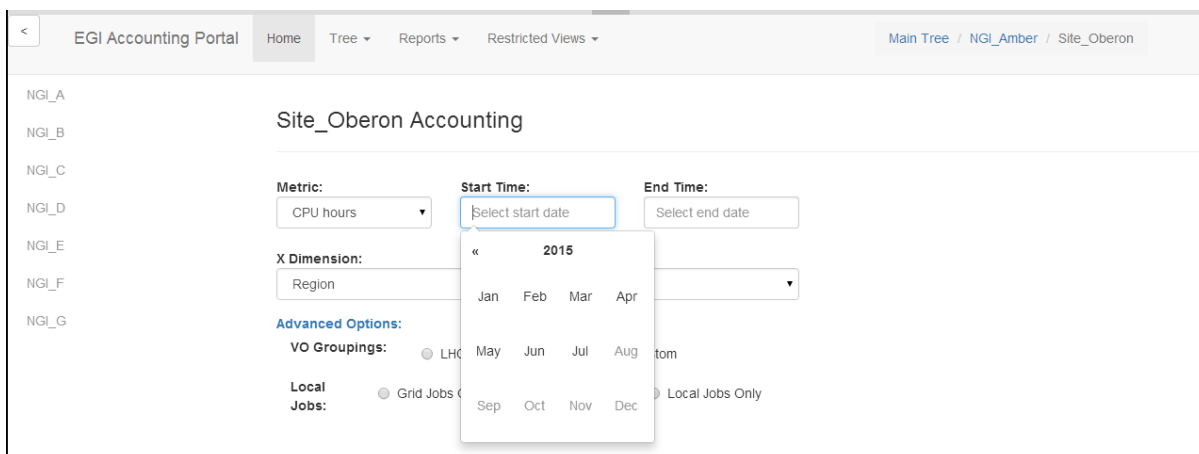 < EGI Accounting Portal Home Tree Reports Restricted Views Main Tree / NGI_Amber / Site_Oberon
NGI_A
NGI_B
NGI_C
NGI_D
NGI_E
NGI_F
NGI_G
Site_Oberon Accounting
Metric: Start Time: End Time:
CPU hours Select start date Select end date
« 2015
X Dimension:
Region
Jan Feb Mar Apr
Advanced Options:
VO Groupings:
May Jun Jul Aug
Local Jobs: Grid Jobs Local Jobs Only
Sep Oct Nov Dec